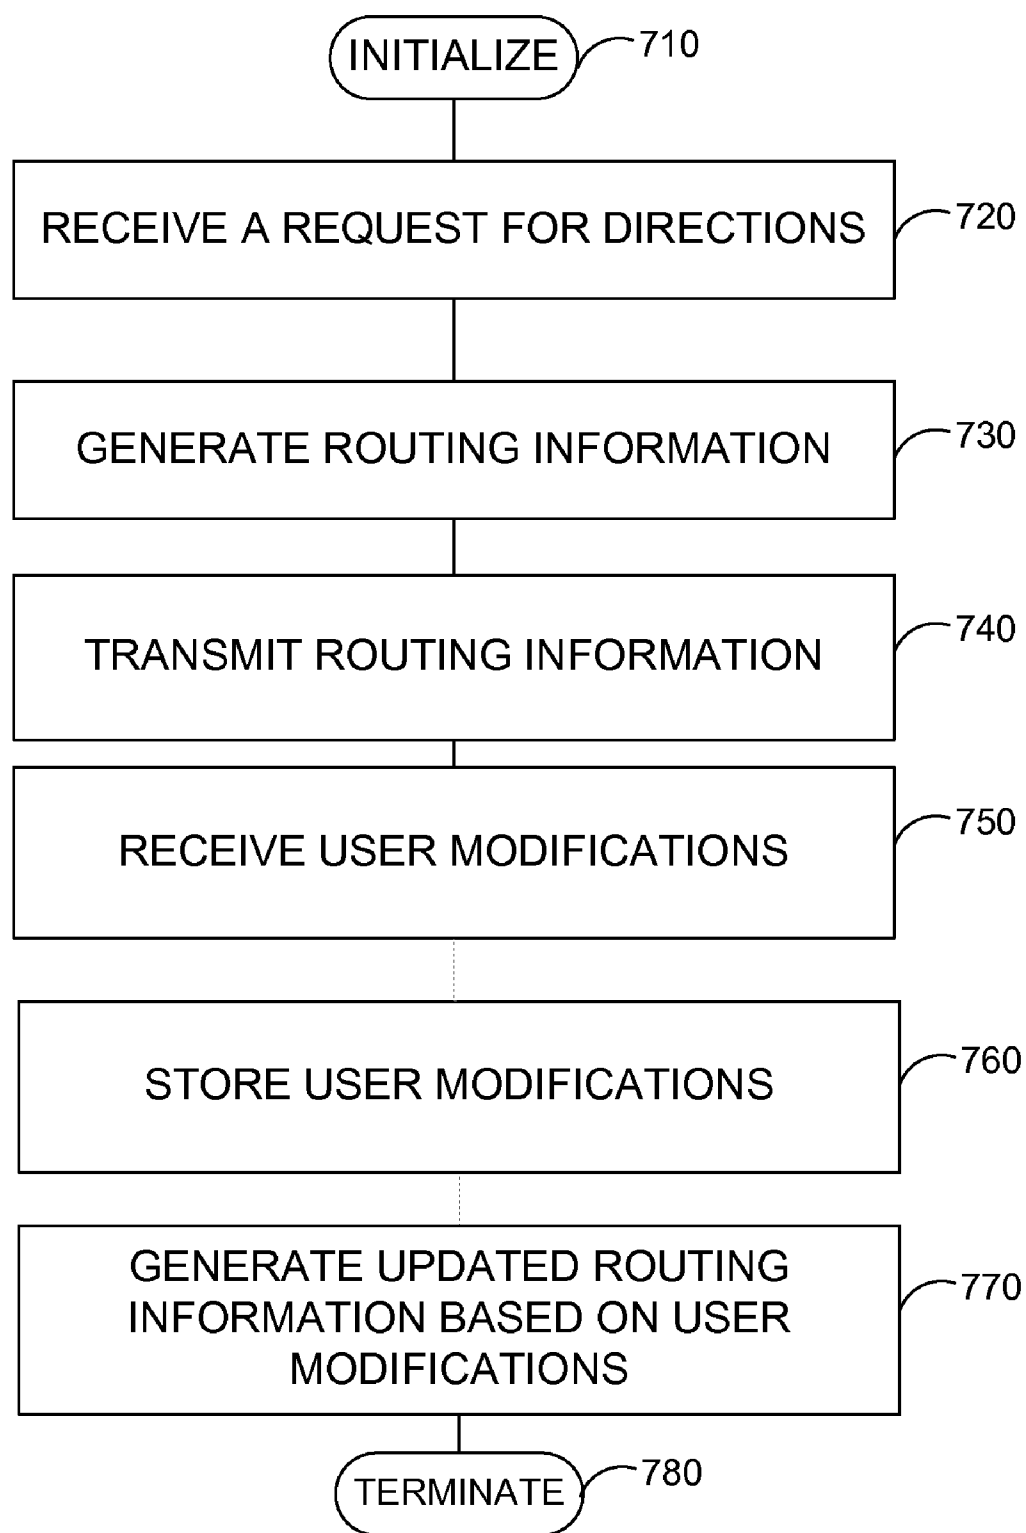 INITIALIZE
710
RECEIVE A REQUEST FOR DIRECTIONS
720
GENERATE ROUTING INFORMATION
730
TRANSMIT ROUTING INFORMATION
740
RECEIVE USER MODIFICATIONS
750
STORE USER MODIFICATIONS
760
GENERATE UPDATED ROUTING
INFORMATION BASED ON USER
MODIFICATIONS
770
TERMINATE
780